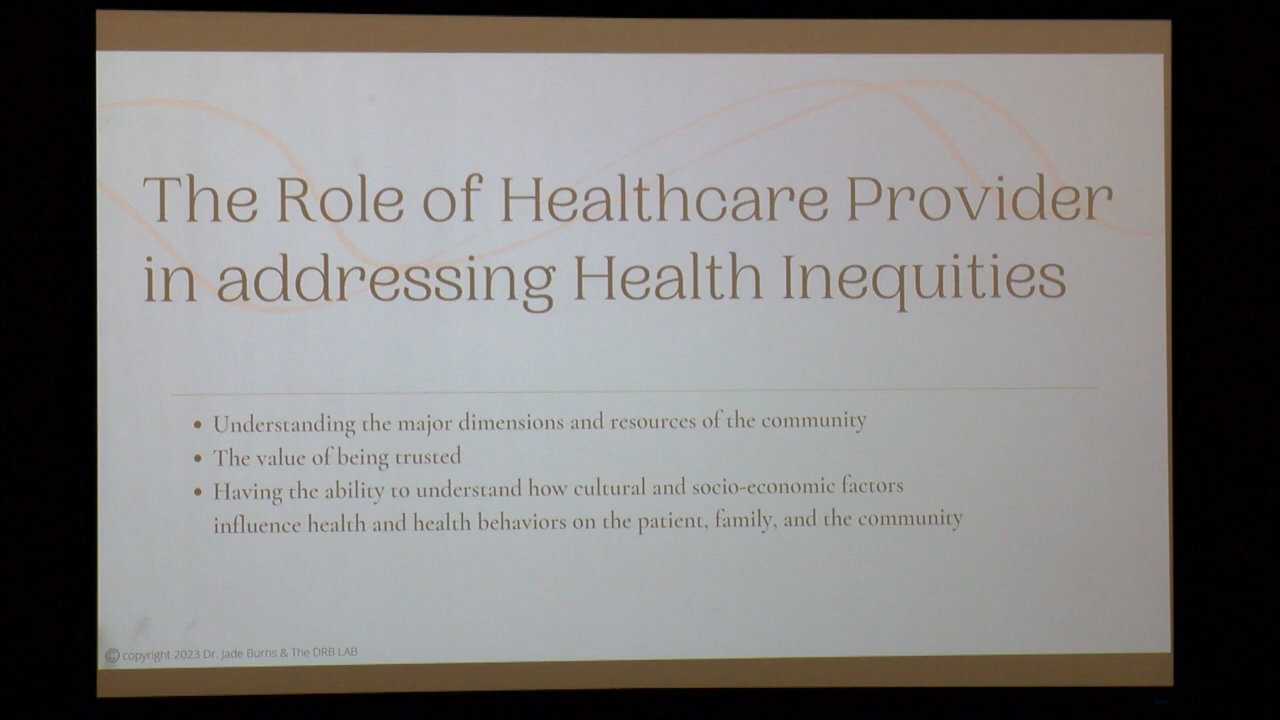 The Role of Healthcare Provider
in addressing Health Inequities
• Understanding the major dimensions and resources of the community
• The value of being trusted
• Having the ability to understand how cultural and socio-economic factors
influence health and health behaviors on the patient, family, and the community
© copyright 2023 Dr. Jade Burns & The DRB LAB